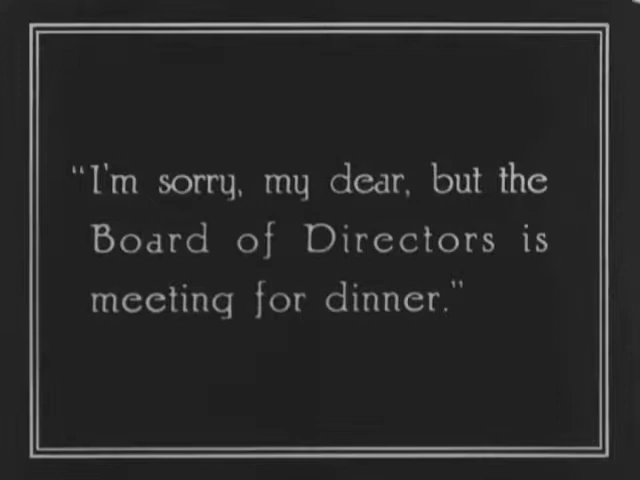 "I'm sorry, my dear, but the
Board of Directors is
meeting for dinner."